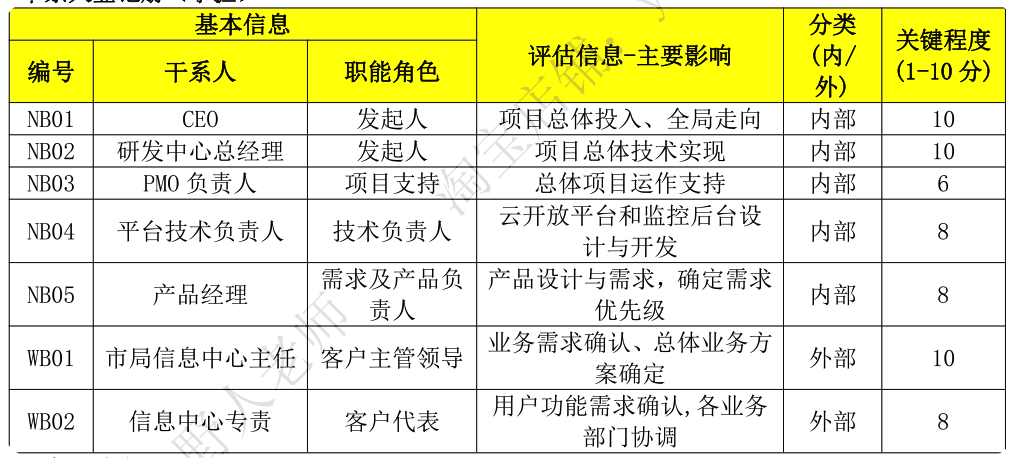 基本信息
评估信息-主要影响
分类
(内/
外)
关键程度
(1-10 分)
编号
干系人
职能角色
NB01
CEO
发起人
项目总体投入、全局走向
内部
10
NB02
研发中心总经理
发起人
项目总体技术实现
内部
10
NB03
PMO 负责人
项目支持
总体项目运作支持
内部
6
NB04
平台技术负责人
技术负责人
云开放平台和监控后台设
计与开发
内部
8
NB05
产品经理
需求及产品负
责人
产品设计与需求，确定需求
优先级
内部
8
WB01
市局信息中心主任
客户主管领导
业务需求确认、总体业务方
案确定
外部
10
WB02
信息中心专责
客户代表
用户功能需求确认,各业务
部门协调
外部
8
淘宝店铺：y
野人老师